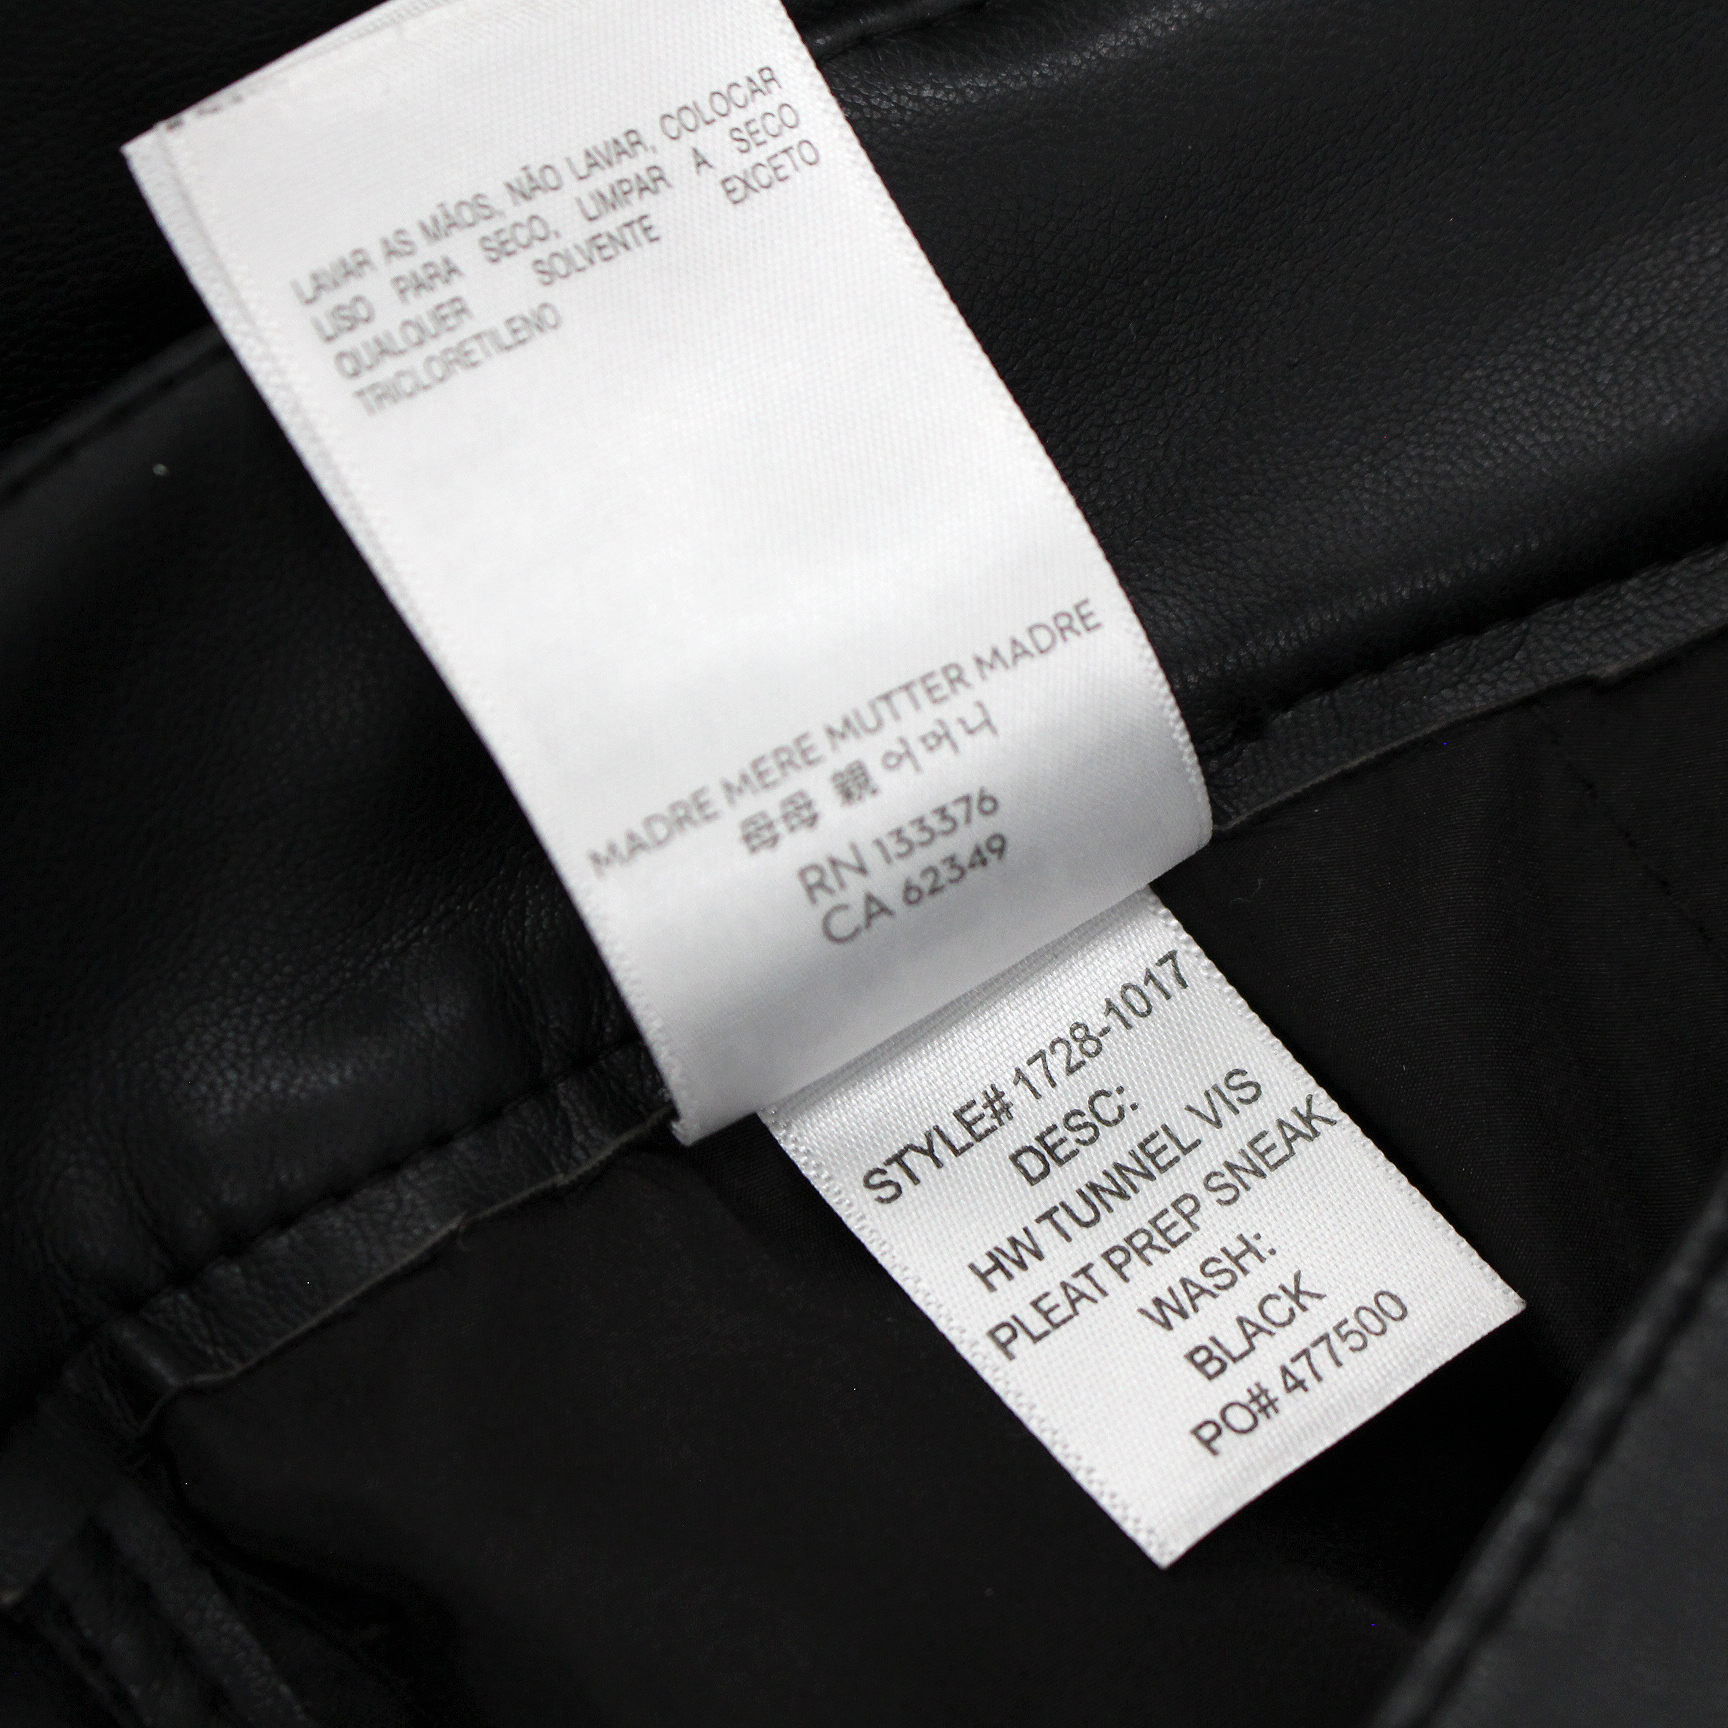 LAVAR AS MÃOS, NÃO LAVAR, COLOCAR
LISO PARA SECO, LIMPAR À SECO
QUALQUER SOLVENTE EXCETO
TRICLORETILENO
MADRE MERE MUTTER MADRE
母母 親 어머니
RN 133376
CA 62349
STYLE# 1728-1017
DESC:
HW TUNNEL VIS
PLEAT PREP SNEAK
WASH:
BLACK
PO# 477500